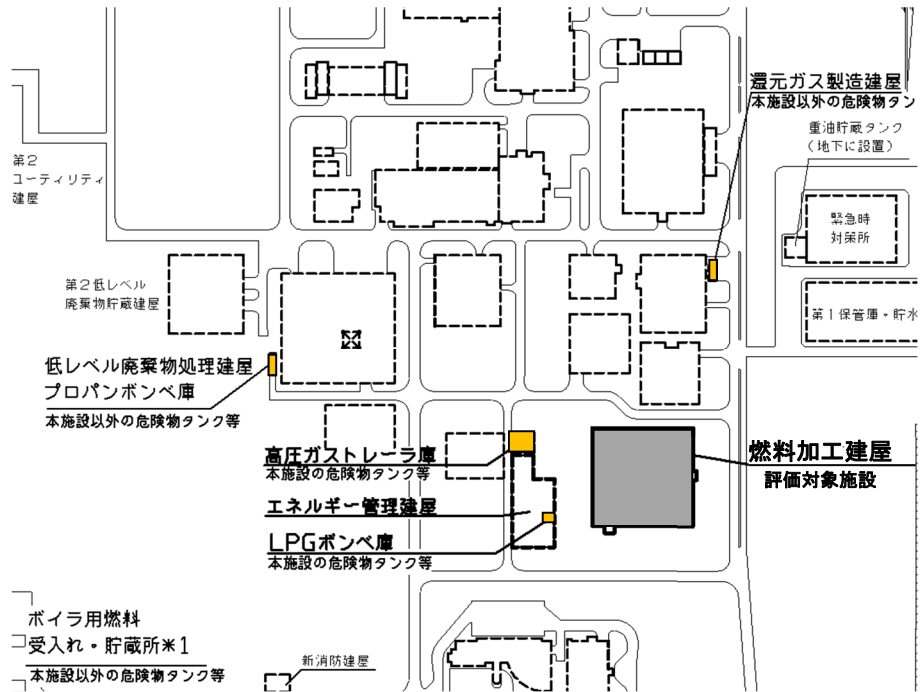 還元ガス製造建屋
本施設以外の危険物タン
重油貯蔵タンク
(地下に設置)
第2
ユーティリティ
建屋
緊急時
対策所
第2低レベル
廃棄物貯蔵建屋
第1保管庫・貯水
低レベル廃棄物処理建屋
プロパンボンベ庫
本施設以外の危険物タンク等
高圧ガストレーラ庫
本施設の危険物タンク等
燃料加工建屋
評価対象施設
エネルギー管理建屋
LPGボンベ庫
本施設の危険物タンク等
ボイラ用燃料
受入れ・貯蔵所*1
本施設以外の危険物タンク等
新消防建屋